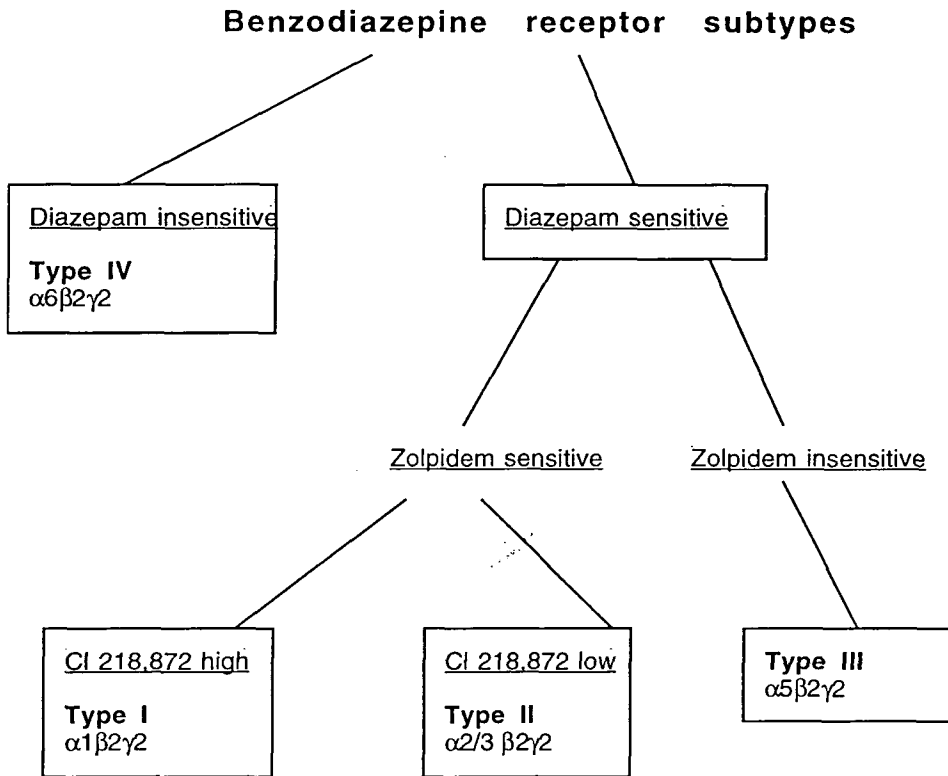 Benzodiazepine receptor subtypes
Diazepam insensitive
Type IV
α6β2γ2
Diazepam sensitive
Zolpidem sensitive
Zolpidem insensitive
Cl 218,872 high
Type I
α1β2γ2
Cl 218,872 low
Type II
α2/3 β2γ2
Type III
α5β2γ2